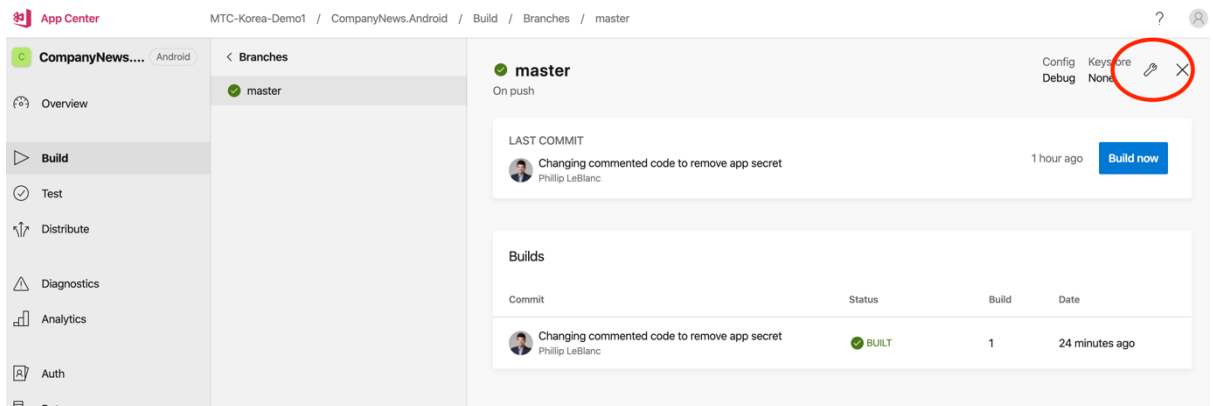 App Center
MTC-Korea-Demo1 / CompanyNews.Android / Build / Branches / master
?
C
CompanyNews.... Android
Overview
Build
Test
Distribute
Diagnostics
Analytics
Auth
< Branches
master
master
On push
Config Keystore
Debug None
LAST COMMIT
Changing commented code to remove app secret
Phillip LeBlanc
1 hour ago
Build now
Builds
Commit Status Build Date
Changing commented code to remove app secret
Phillip LeBlanc
BUILT 1 24 minutes ago